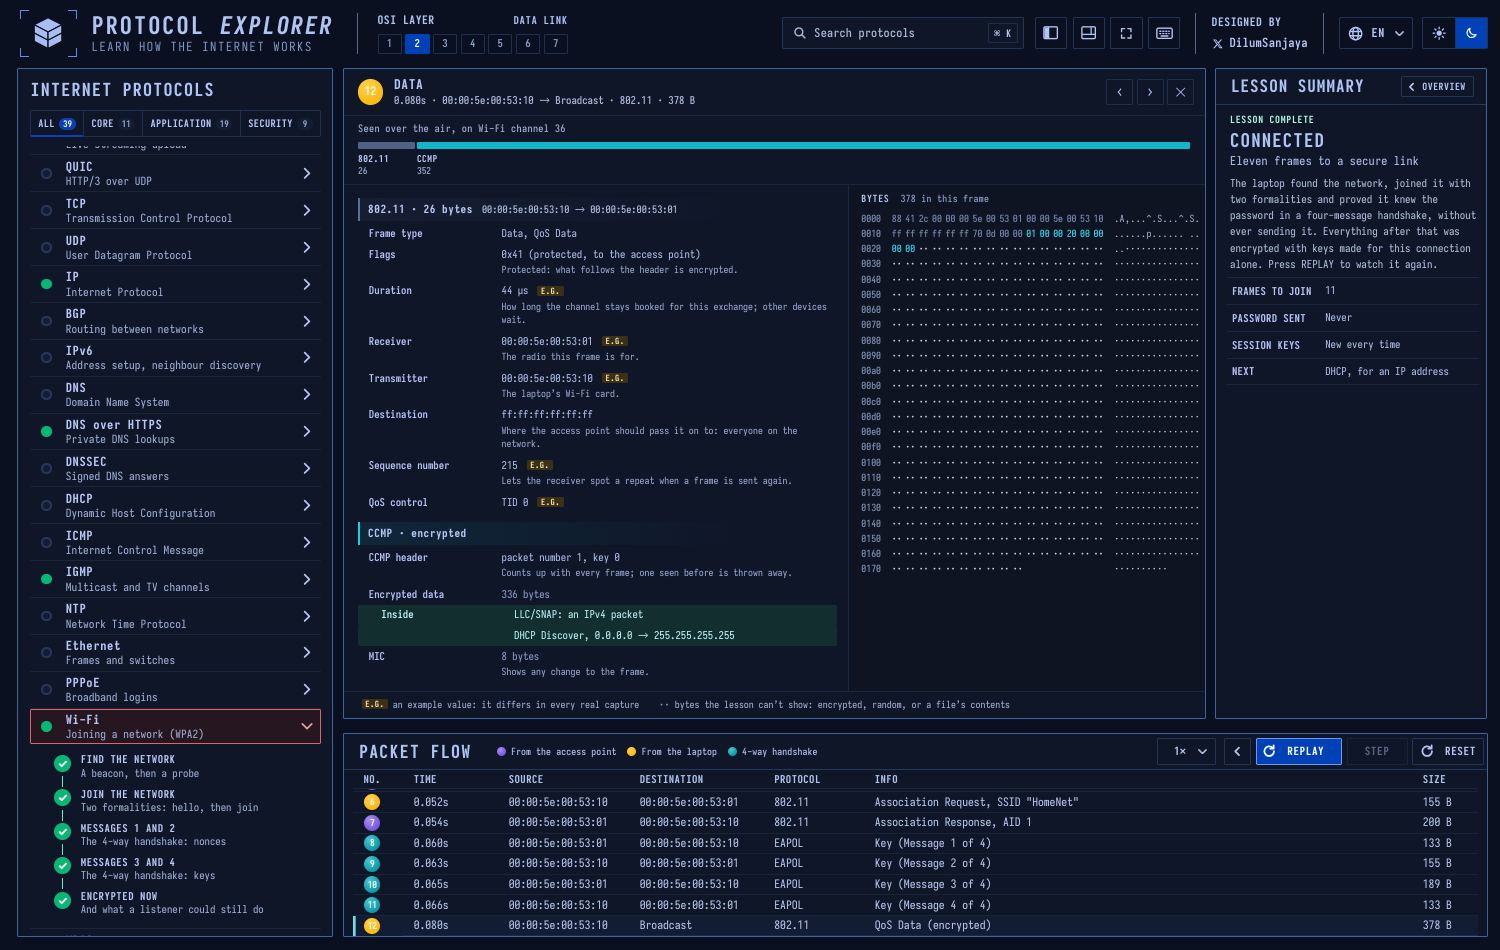 PROTOCOL EXPLORER
LEARN HOW THE INTERNET WORKS
OSI LAYER DATA LINK
1 2 3 4 5 6 7
Search protocols ⌘ K
DESIGNED BY
DilumSanjaya
EN
INTERNET PROTOCOLS
ALL 39 CORE 11 APPLICATION 19 SECURITY 9
QUIC
HTTP/3 over UDP
TCP
Transmission Control Protocol
UDP
User Datagram Protocol
IP
Internet Protocol
BGP
Routing between networks
IPv6
Address setup, neighbour discovery
DNS
Domain Name System
DNS over HTTPS
Private DNS lookups
DNSSEC
Signed DNS answers
DHCP
Dynamic Host Configuration
ICMP
Internet Control Message
IGMP
Multicast and TV channels
NTP
Network Time Protocol
Ethernet
Frames and switches
PPPoE
Broadband logins
Wi-Fi
Joining a network (WPA2)
FIND THE NETWORK
A beacon, then a probe
JOIN THE NETWORK
Two formalities: hello, then join
MESSAGES 1 AND 2
The 4-way handshake: nonces
MESSAGES 3 AND 4
The 4-way handshake: keys
ENCRYPTED NOW
And what a listener could still do
12 DATA
0.080s · 00:00:5e:00:53:10 → Broadcast · 802.11 · 378 B
Seen over the air, on Wi-Fi channel 36
802.11 CCMP
26 352
802.11 · 26 bytes 00:00:5e:00:53:10 → 00:00:5e:00:53:01
Frame type Data, QoS Data
Flags 0x41 (protected, to the access point)
Protected: what follows the header is encrypted.
Duration 44 µs E.G.
How long the channel stays booked for this exchange; other devices
wait.
Receiver 00:00:5e:00:53:01 E.G.
The radio this frame is for.
Transmitter 00:00:5e:00:53:10 E.G.
The laptop's Wi-Fi card.
Destination ff:ff:ff:ff:ff:ff
Where the access point should pass it on to: everyone on the
network.
Sequence number 215 E.G.
Lets the receiver spot a repeat when a frame is sent again.
QoS control TID 0 E.G.
CCMP · encrypted
CCMP header packet number 1, key 0
Counts up with every frame; one seen before is thrown away.
Encrypted data 336 bytes
Inside LLC/SNAP: an IPv4 packet
DHCP Discover, 0.0.0.0 → 255.255.255.255
MIC 8 bytes
Shows any change to the frame.
E.G. an example value: it differs in every real capture ·· bytes the lesson can't show: encrypted, random, or a file's contents
BYTES 378 in this frame
0000 88 41 2c 00 00 00 5e 00 53 01 00 00 5e 00 53 10 .A,...^.S...^.S.
0010 ff ff ff ff ff ff 70 0d 00 00 01 00 00 20 00 00 ......p...... ..
0020 00 00
0030
0040
0050
0060
0070
0080
0090
00a0
00b0
00c0
00d0
00e0
00f0
0100
0110
0120
0130
0140
0150
0160
0170
LESSON SUMMARY OVERVIEW
LESSON COMPLETE
CONNECTED
Eleven frames to a secure link
The laptop found the network, joined it with
two formalities and proved it knew the
password in a four-message handshake, without
ever sending it. Everything after that was
encrypted with keys made for this connection
alone. Press REPLAY to watch it again.
FRAMES TO JOIN 11
PASSWORD SENT Never
SESSION KEYS New every time
NEXT DHCP, for an IP address
PACKET FLOW From the access point From the laptop 4-way handshake 1× REPLAY STEP RESET
NO. TIME SOURCE DESTINATION PROTOCOL INFO SIZE
6 0.052s 00:00:5e:00:53:10 00:00:5e:00:53:01 802.11 Association Request, SSID "HomeNet" 155 B
7 0.054s 00:00:5e:00:53:01 00:00:5e:00:53:10 802.11 Association Response, AID 1 200 B
8 0.060s 00:00:5e:00:53:01 00:00:5e:00:53:10 EAPOL Key (Message 1 of 4) 133 B
9 0.063s 00:00:5e:00:53:10 00:00:5e:00:53:01 EAPOL Key (Message 2 of 4) 155 B
10 0.065s 00:00:5e:00:53:01 00:00:5e:00:53:10 EAPOL Key (Message 3 of 4) 189 B
11 0.066s 00:00:5e:00:53:10 00:00:5e:00:53:01 EAPOL Key (Message 4 of 4) 133 B
12 0.080s 00:00:5e:00:53:10 Broadcast 802.11 QoS Data (encrypted) 378 B